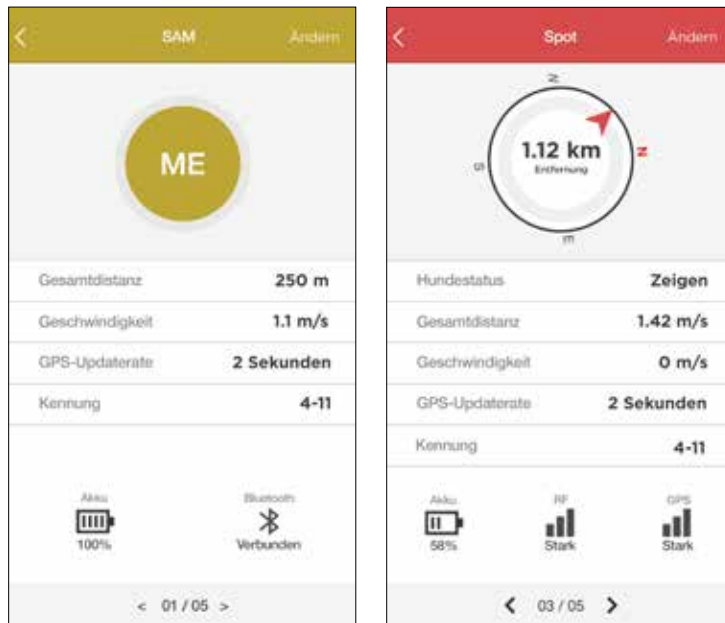 < SAM Ändern
ME
Gesamtdistanz 250 m
Geschwindigkeit 1.1 m/s
GPS-Updaterate 2 Sekunden
Kennung 4-11
Akku Bluetooth
100% Verbunden
< 01 / 05 >
< Spot Ändern
N
1.12 km
Entfernung
N
S
E
Hundestatus Zeigen
Gesamtdistanz 1.42 m/s
Geschwindigkeit 0 m/s
GPS-Updaterate 2 Sekunden
Kennung 4-11
Akku RF GPS
58% Stark Stark
< 03 / 05 >